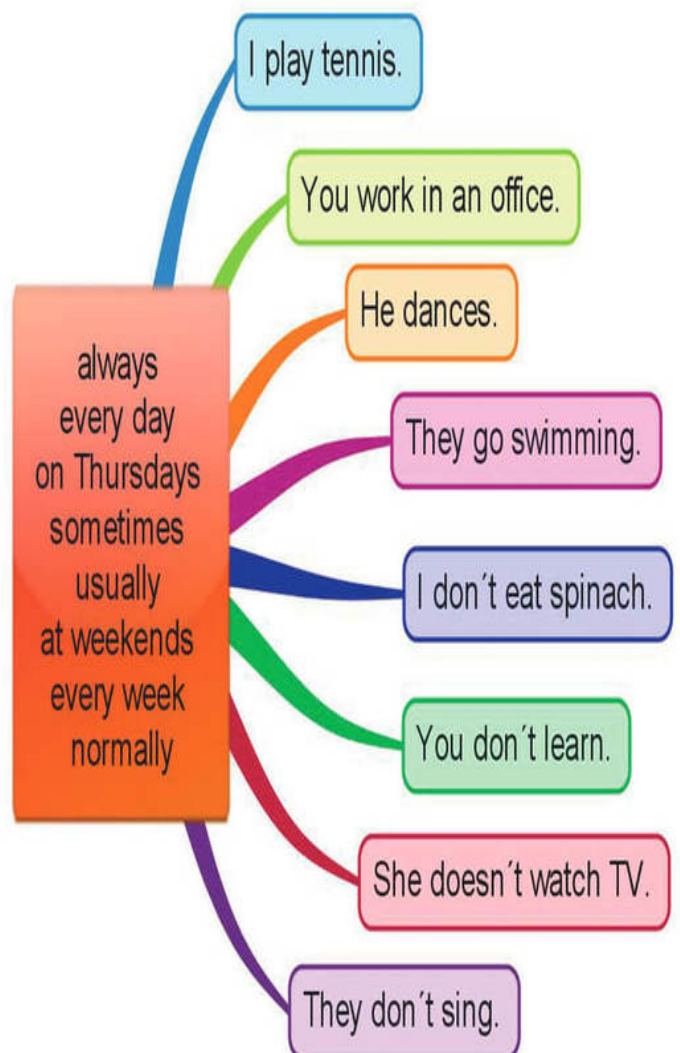 I play tennis.
You work in an office.
He dances.
They go swimming.
always
every day
on Thursdays
sometimes
usually
at weekends
every week
normally
I don´t eat spinach.
You don´t learn.
She doesn´t watch TV.
They don´t sing.